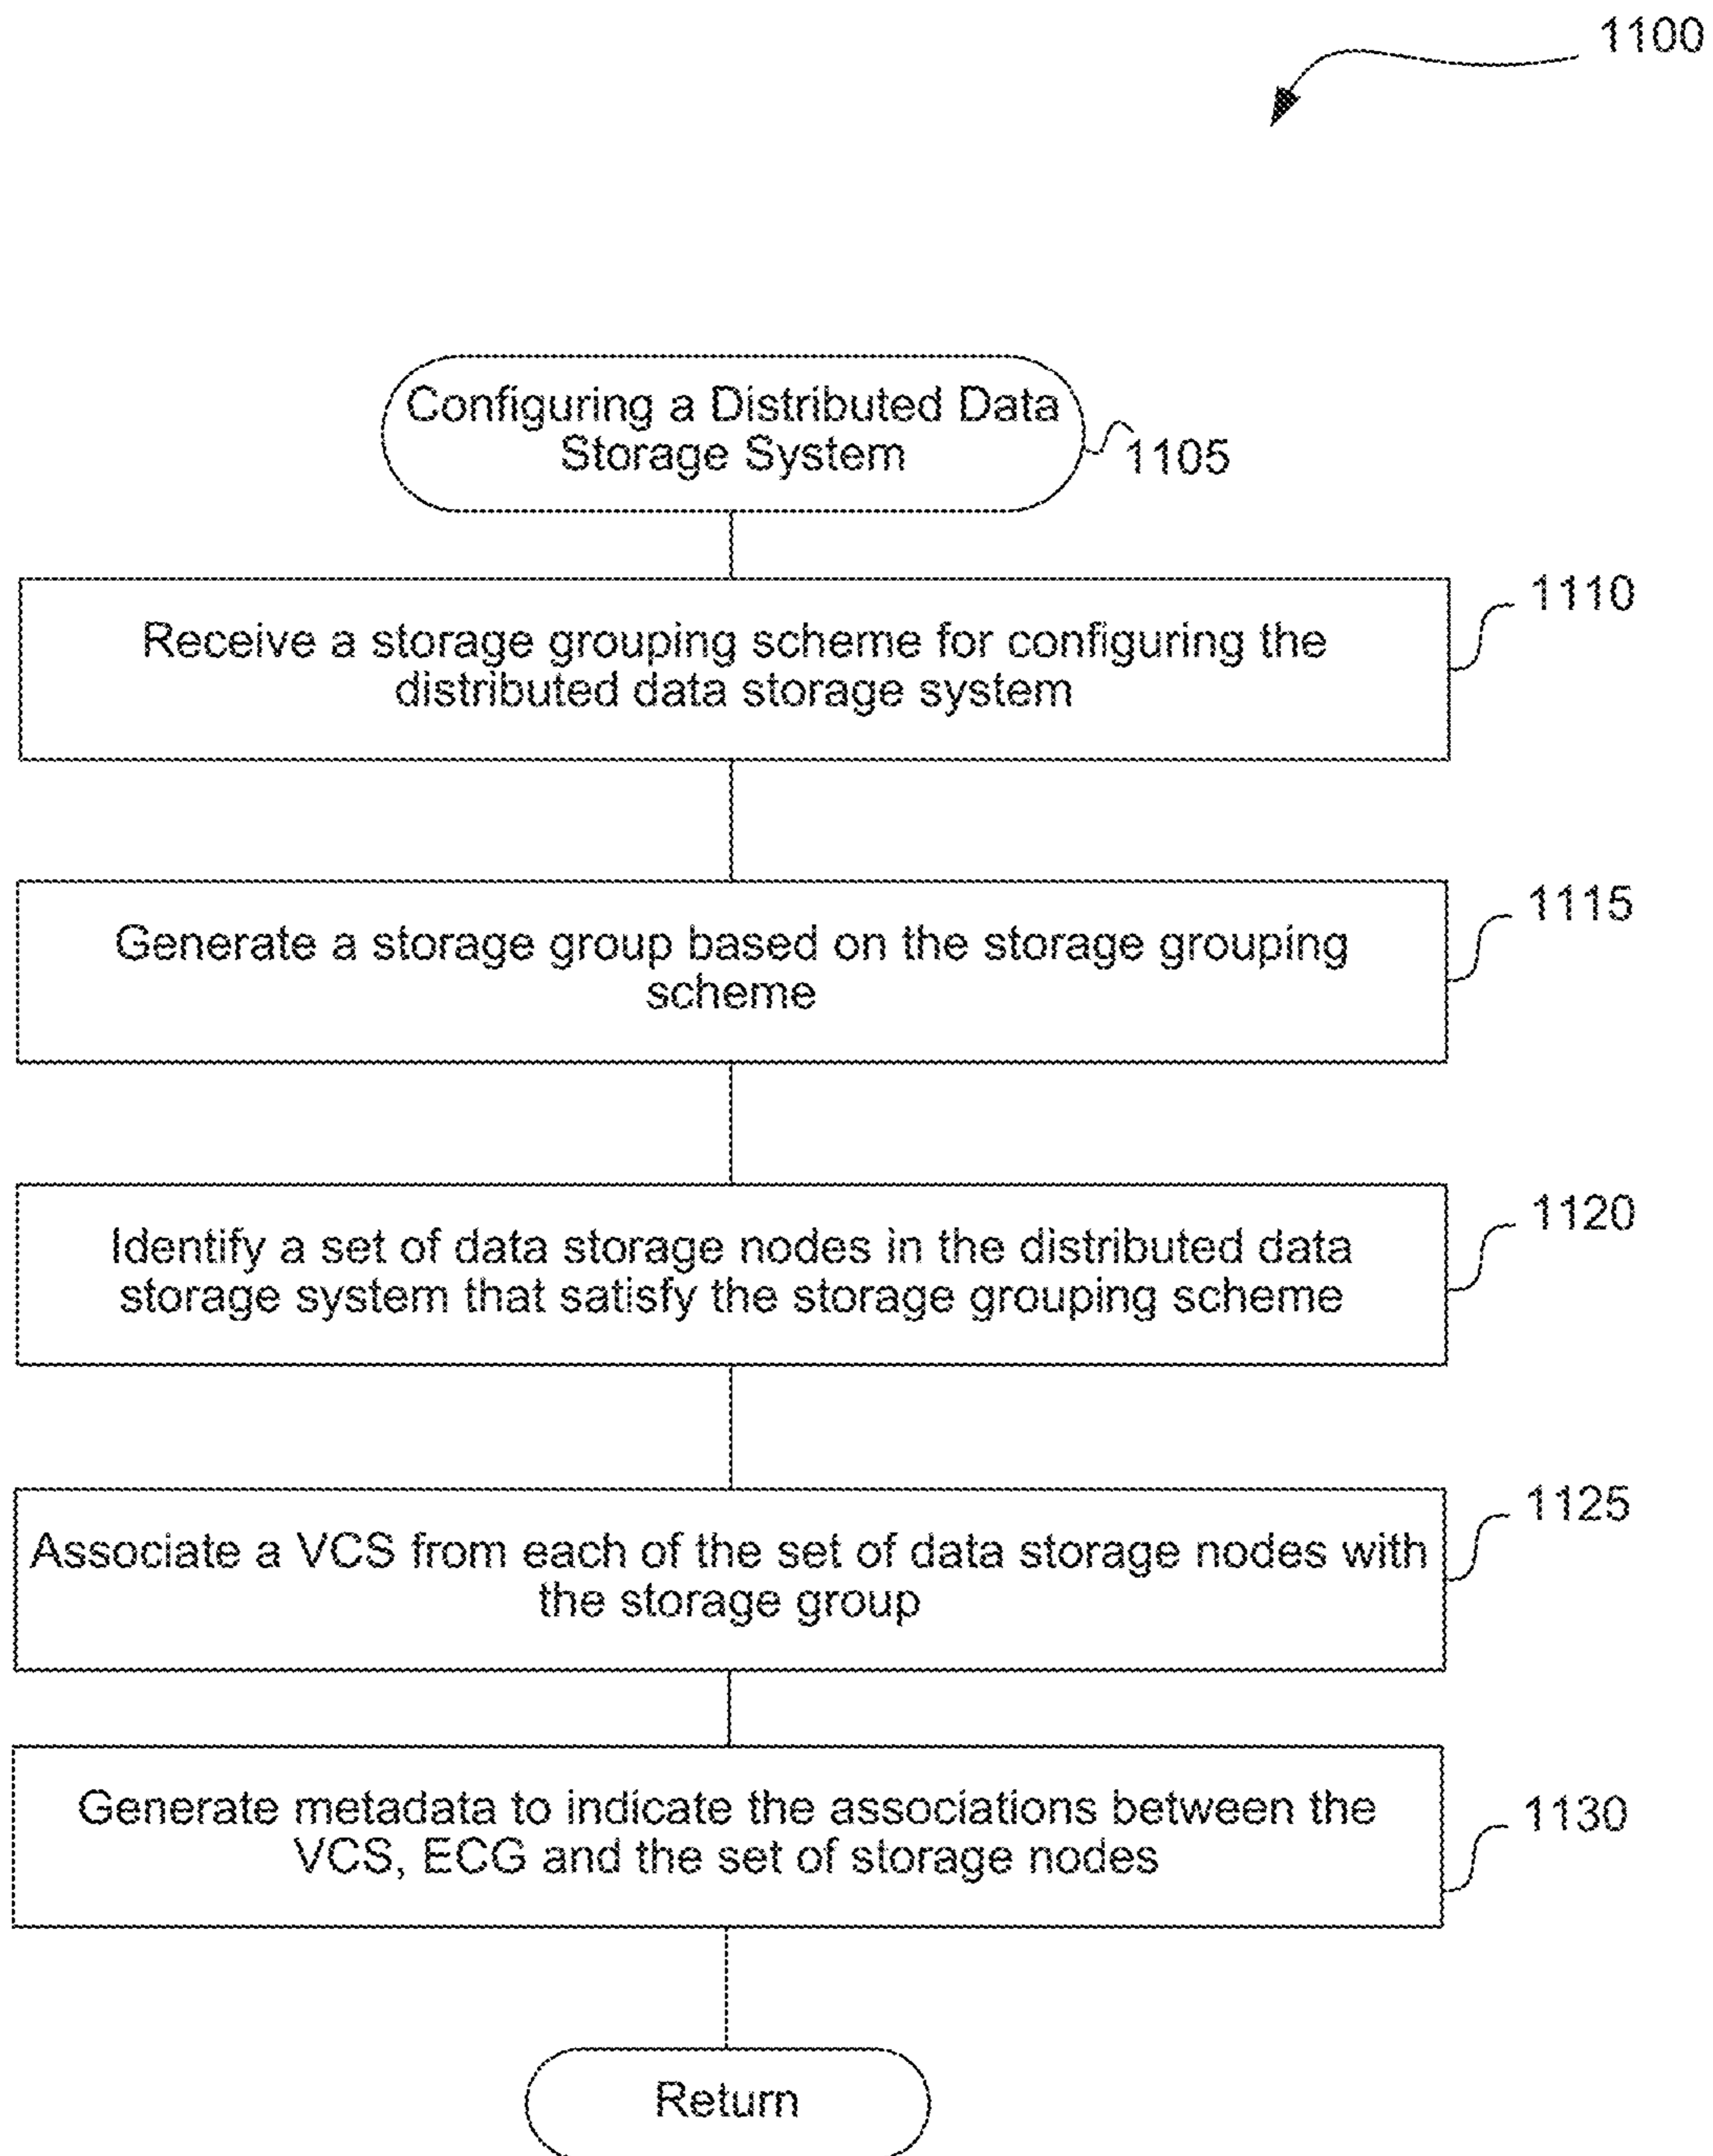 1100
Configuring a Distributed Data
Storage System
1105
Receive a storage grouping scheme for configuring the
distributed data storage system
1110
Generate a storage group based on the storage grouping
scheme
1115
Identify a set of data storage nodes in the distributed data
storage system that satisfy the storage grouping scheme
1120
Associate a VCS from each of the set of data storage nodes with
the storage group
1125
Generate metadata to indicate the associations between the
VCS, ECG and the set of storage nodes
1130
Return